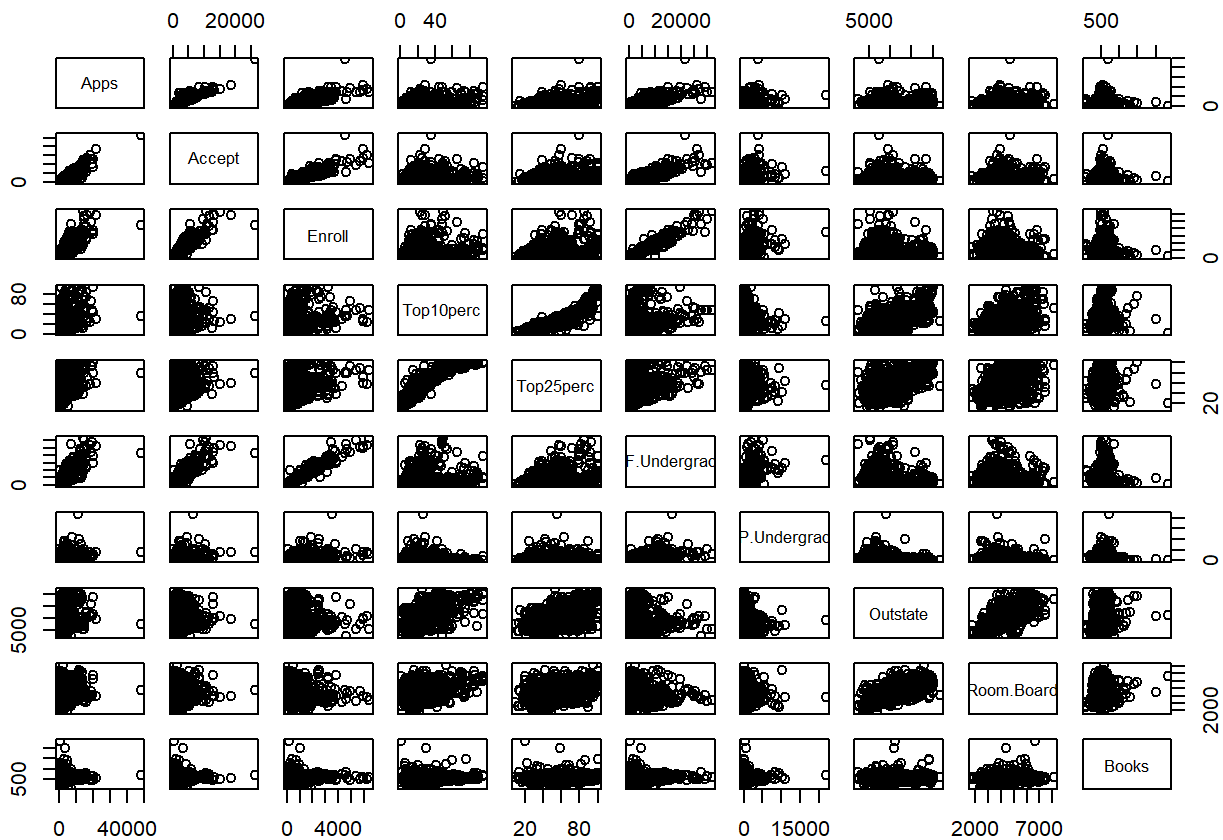 0 20000 0 40 0 20000 5000 500
Apps 0
0 Accept
Enroll 0
0 80 Top10perc
Top25perc 20
0 F.Undergrad
P.Undergrad 0
5000 Outstate
Room.Board 2000
500 Books
0 40000 0 4000 20 80 0 15000 2000 8000